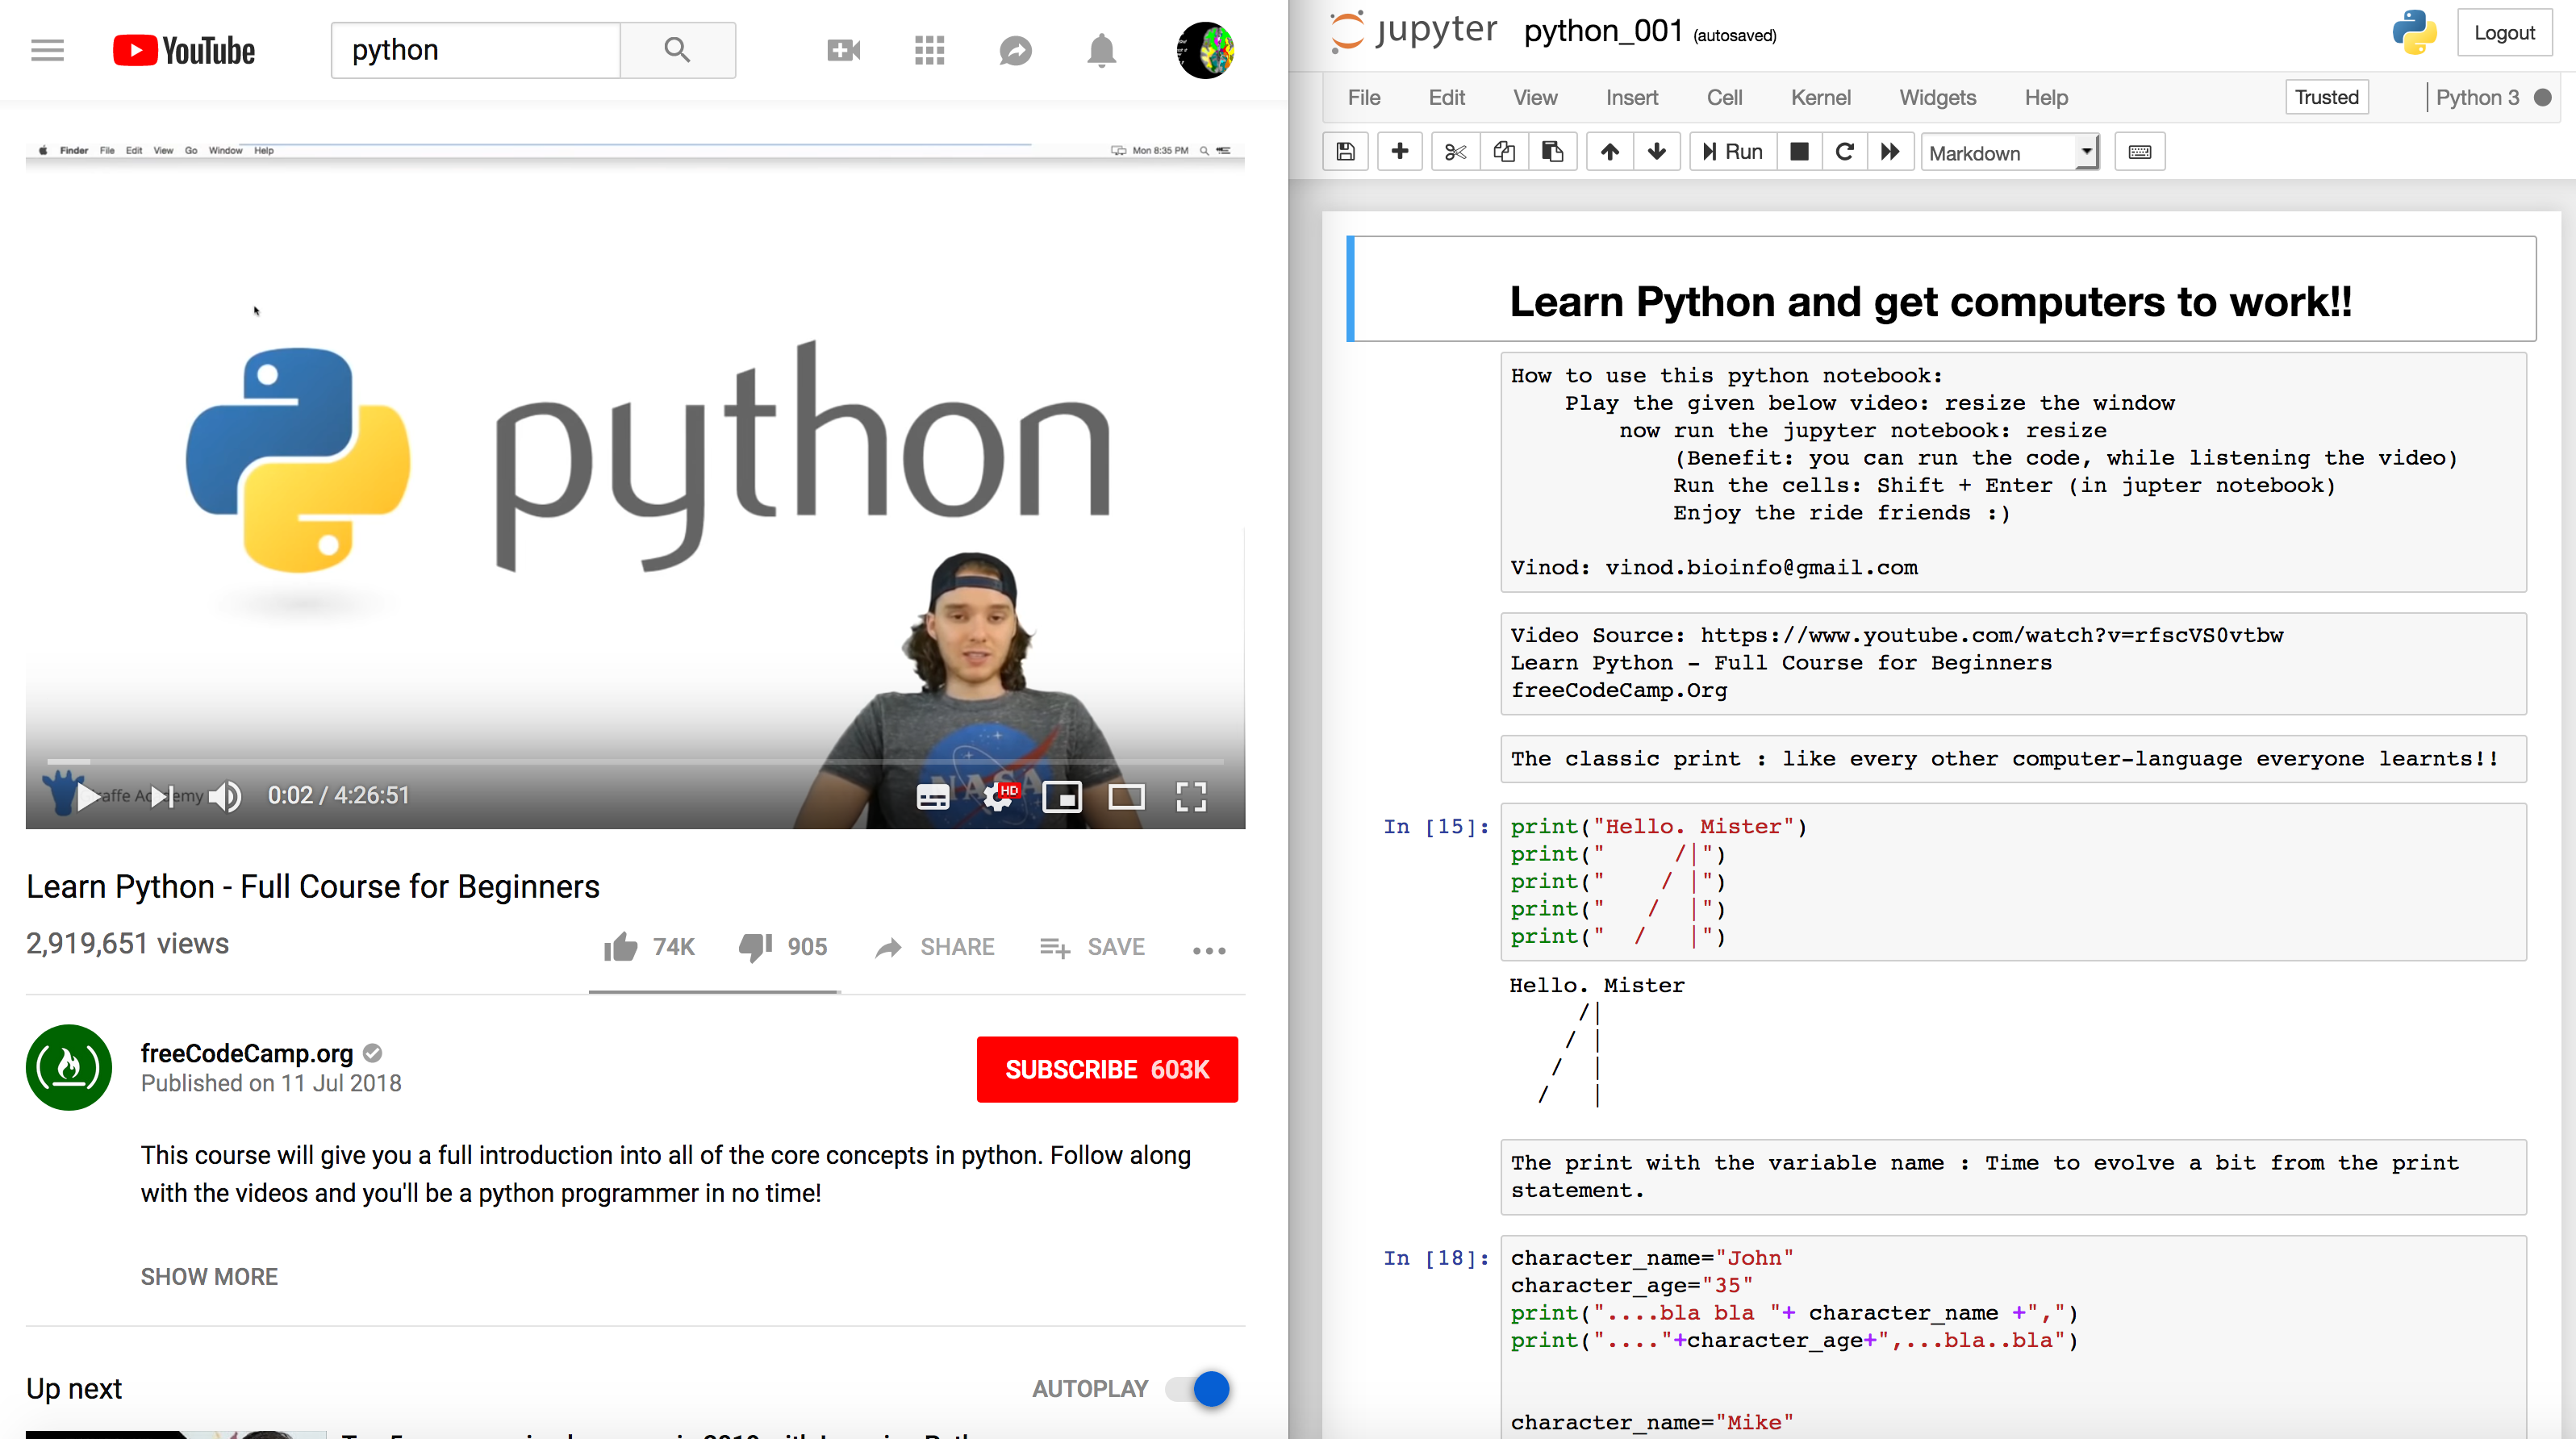 YouTube
python
Finder File Edit View Go Window Help
Mon 8:35 PM
python
NASA
0:02 / 4:26:51
HD
Learn Python - Full Course for Beginners
2,919,651 views
74K 905 SHARE SAVE
freeCodeCamp.org
Published on 11 Jul 2018
SUBSCRIBE 603K
This course will give you a full introduction into all of the core concepts in python. Follow along
with the videos and you'll be a python programmer in no time!
SHOW MORE
Up next
AUTOPLAY
jupyter python_001 (autosaved)
Logout
File Edit View Insert Cell Kernel Widgets Help
Trusted
Python 3
Run
Markdown
Learn Python and get computers to work!!
How to use this python notebook:
    Play the given below video: resize the window
        now run the jupyter notebook: resize
            (Benefit: you can run the code, while listening the video)
            Run the cells: Shift + Enter (in jupter notebook)
            Enjoy the ride friends :)
Vinod: vinod.bioinfo@gmail.com
Video Source: https://www.youtube.com/watch?v=rfscVS0vtbw
Learn Python - Full Course for Beginners
freeCodeCamp.Org
The classic print : like every other computer-language everyone learnts!!
In [15]: print("Hello. Mister")
print("     /|")
print("    / |")
print("   /  |")
print("  /   |")
Hello. Mister
     /|
    / |
   /  |
  /   |
The print with the variable name : Time to evolve a bit from the print
statement.
In [18]: character_name="John"
character_age="35"
print("....bla bla "+ character_name +",")
print("...."+character_age+",...bla..bla")
character_name="Mike"